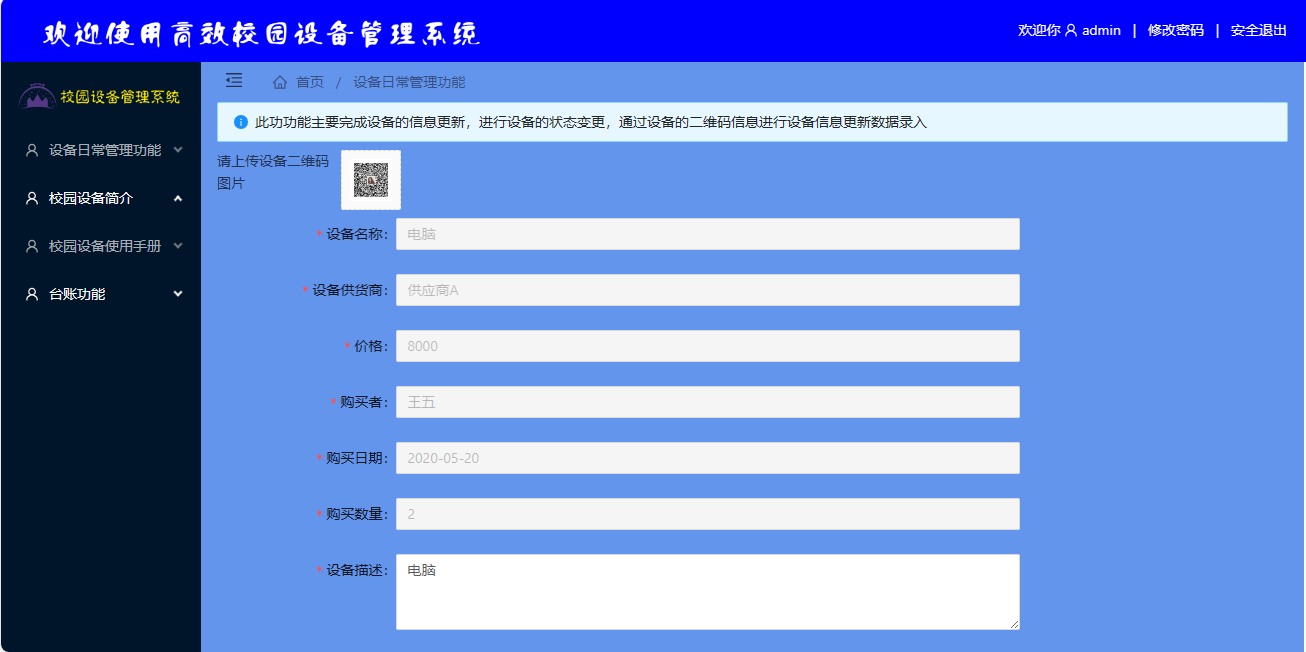 欢迎使用高效校园设备管理系统
欢迎你 admin | 修改密码 | 安全退出
校园设备管理系统
首页 / 设备日常管理功能
此功功能主要完成设备的信息更新，进行设备的状态变更，通过设备的二维码信息进行设备信息更新数据录入
设备日常管理功能
校园设备简介
校园设备使用手册
台账功能
请上传设备二维码
图片
* 设备名称: 电脑
* 设备供货商: 供应商A
* 价格: 8000
* 购买者: 王五
* 购买日期: 2020-05-20
* 购买数量: 2
* 设备描述: 电脑